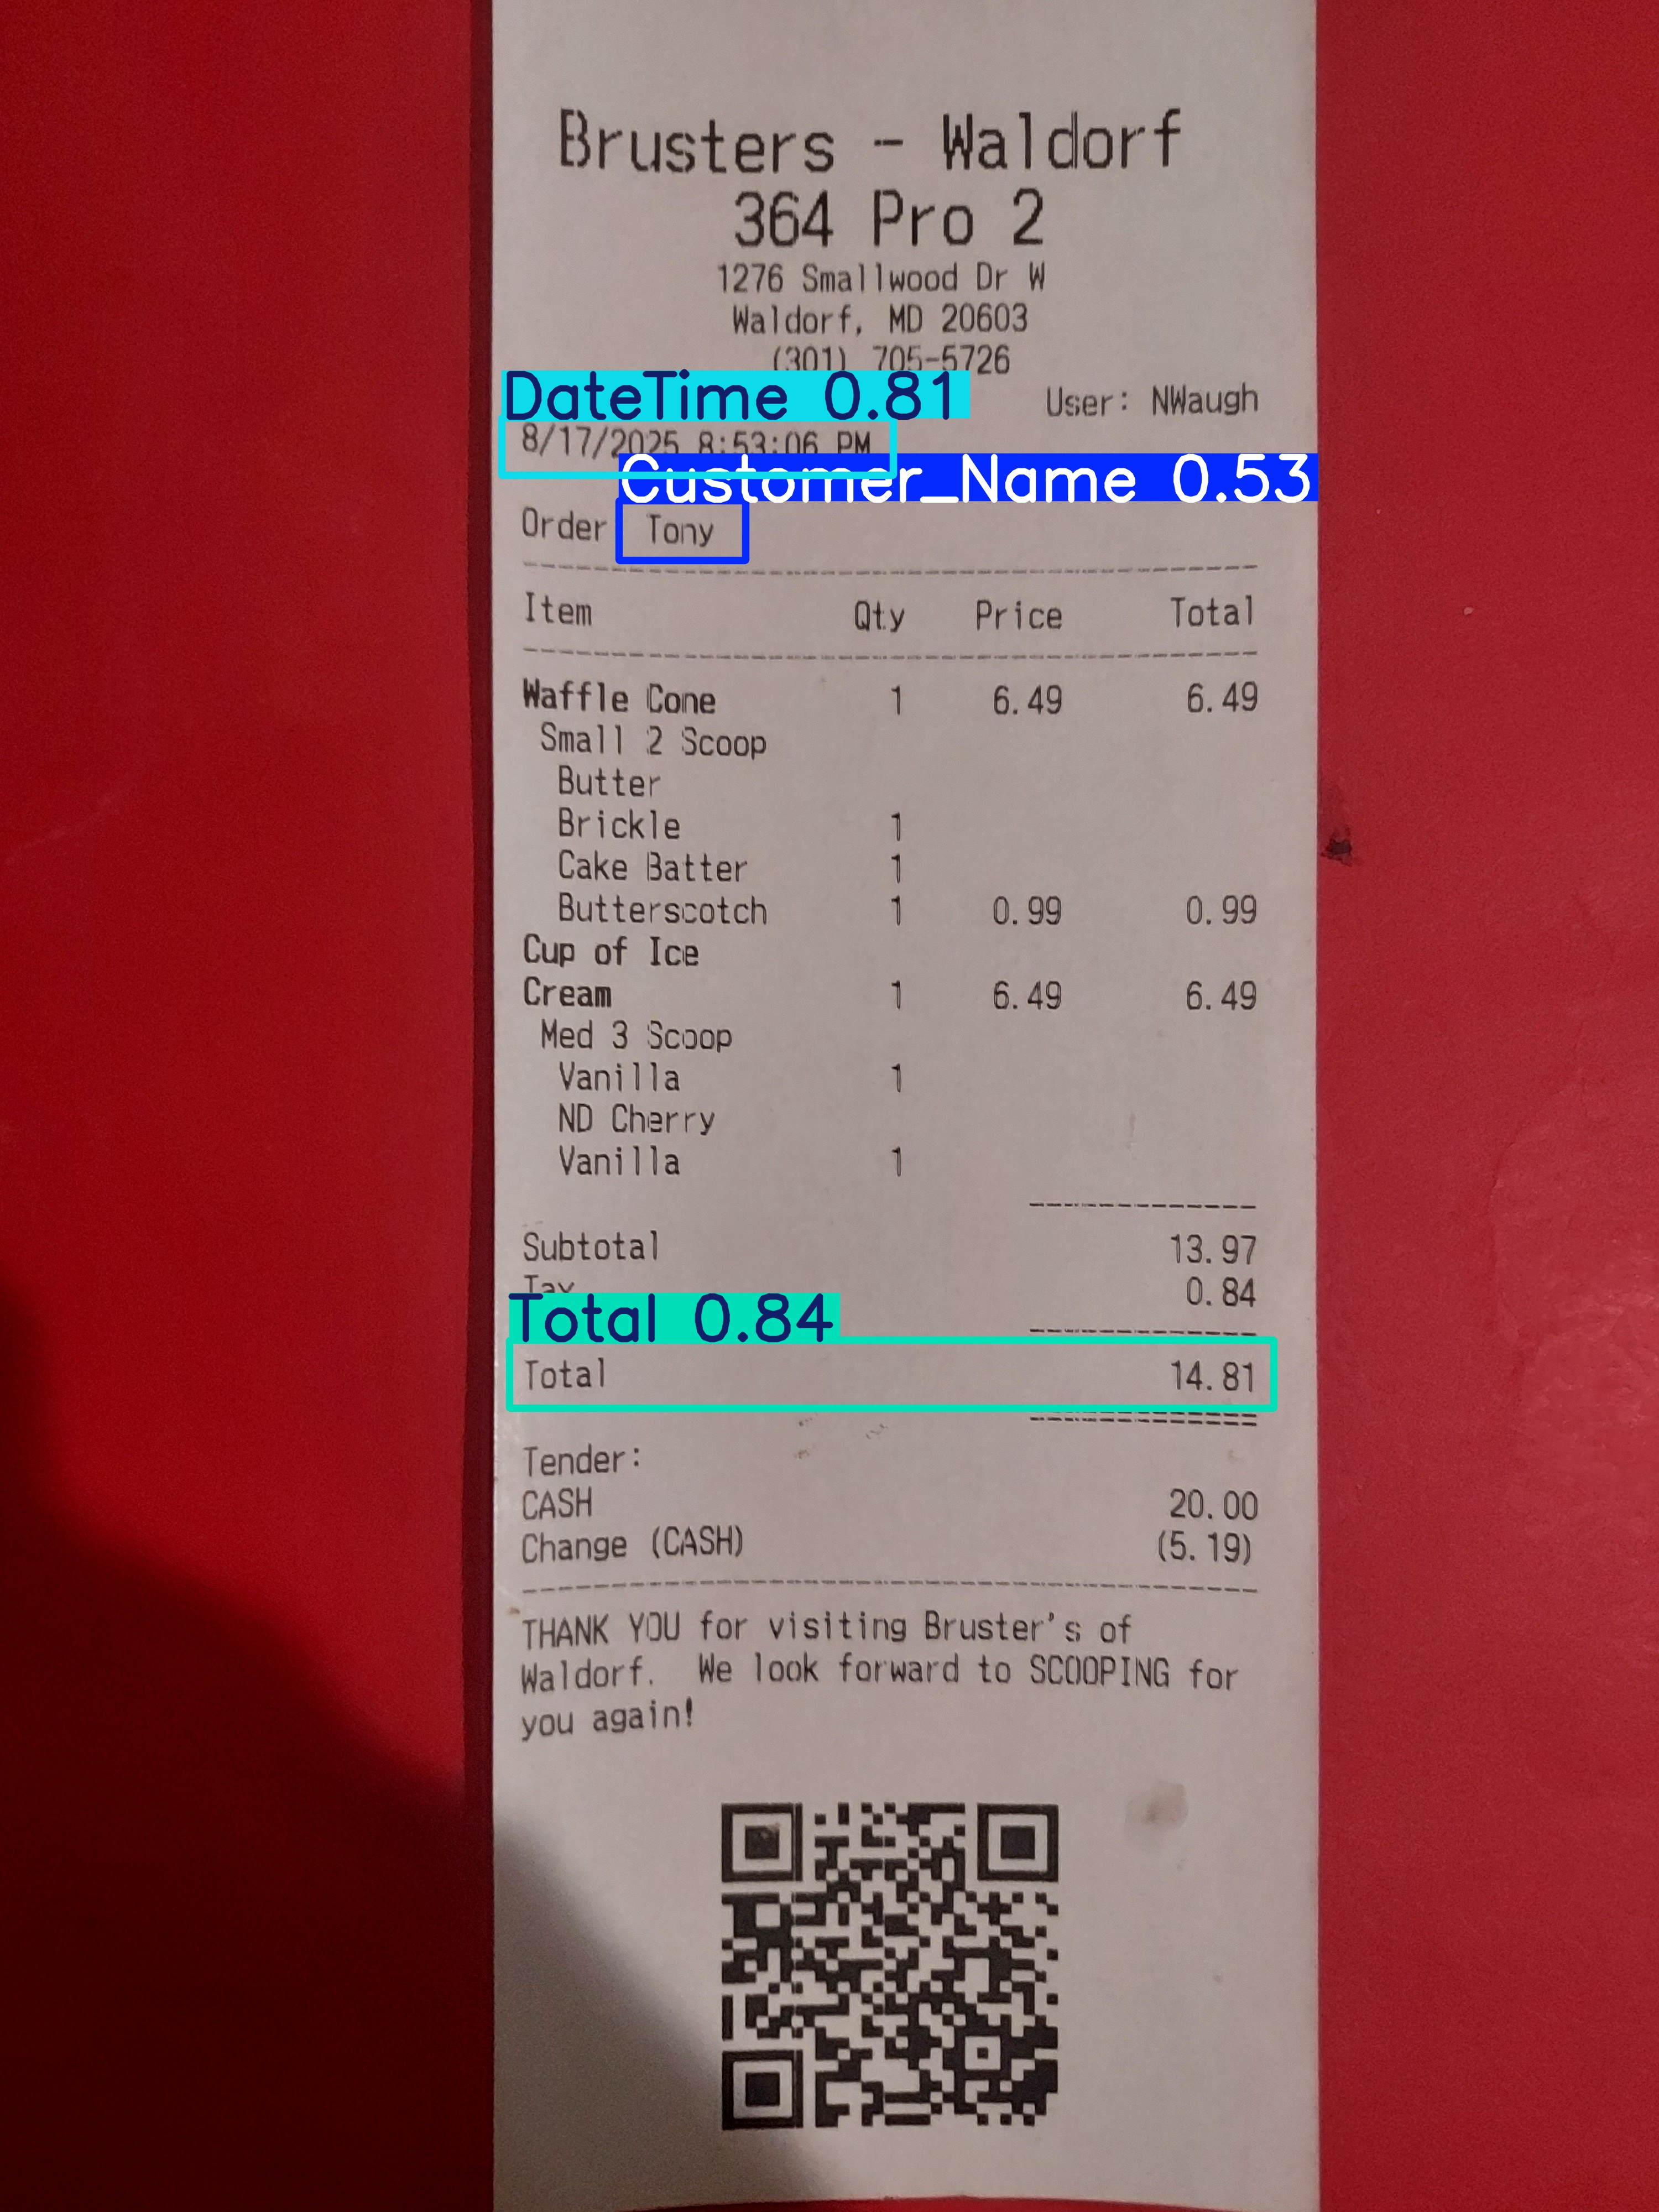 Brusters - Waldorf
364 Pro 2
1276 Smallwood Dr W
Waldorf, MD 20603
(301) 705-5726
DateTime 0.81
User: NWaugh
8/17/2025 8:53:06 PM
Customer_Name 0.53
Order Tony
Item Qty Price Total
Waffle Cone 1 6.49 6.49
Small 2 Scoop
Butter
Brickle 1
Cake Batter 1
Butterscotch 1 0.99 0.99
Cup of Ice
Cream 1 6.49 6.49
Med 3 Scoop
Vanilla 1
ND Cherry
Vanilla 1
Subtotal 13.97
Tax 0.84
Total 0.84
Total 14.81
Tender:
CASH 20.00
Change (CASH) (5.19)
THANK YOU for visiting Bruster's of
Waldorf. We look forward to SCOOPING for
you again!